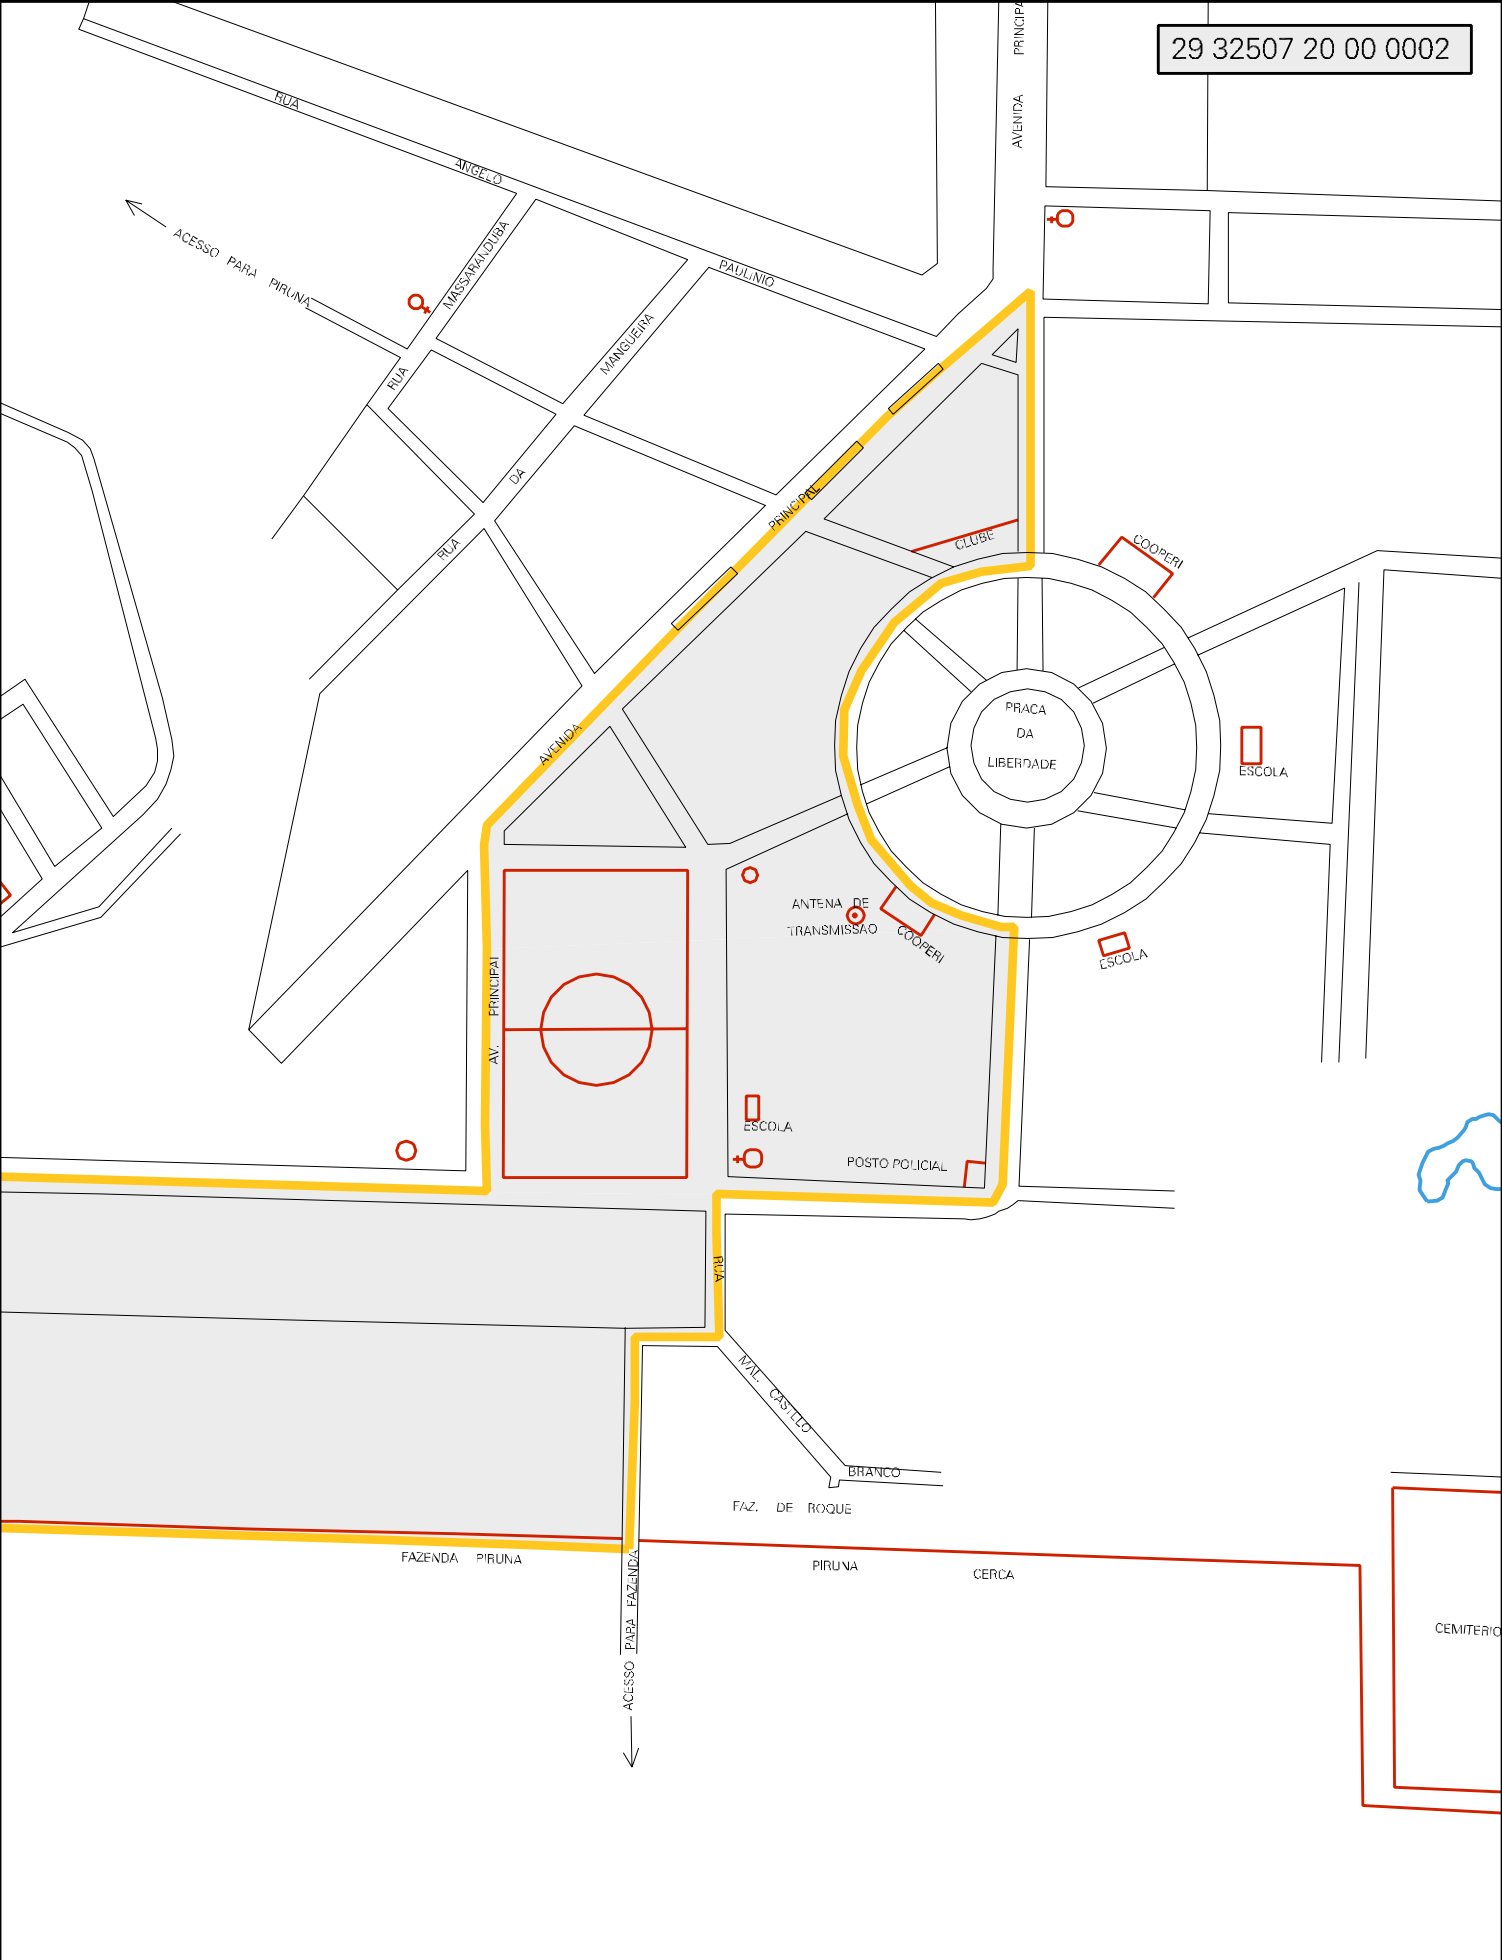 29 32507 20 00 0002
AVENIDA PRINCIPA
RUA ANGELO PAULINIO
ACESSO PARA PIRUNA
RUA MASSARANDUBA
RUA DA MANGUEIRA
AVENIDA PRINCIPAL
CLUBE
COOPERI
PRACA
DA
LIBERDADE
ESCOLA
ANTENA DE
TRANSMISSAO
COOPERI
ESCOLA
AV. PRINCIPAL
ESCOLA
POSTO POLICIAL
RUA MAL. CASTLLO BRANCO
FAZ. DE ROQUE
FAZENDA PIRUNA
PIRUNA CERCA
ACESSO PARA FAZENDA
CEMITERIO